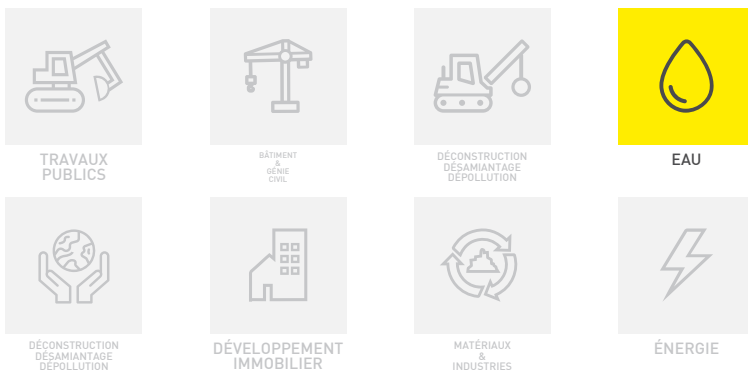 TRAVAUX
PUBLICS
BÂTIMENT
&
GÉNIE
CIVIL
DÉCONSTRUCTION
DÉSAMIANTAGE
DÉPOLLUTION
EAU
DÉCONSTRUCTION
DÉSAMIANTAGE
DÉPOLLUTION
DÉVELOPPEMENT
IMMOBILIER
MATÉRIAUX
&
INDUSTRIES
ÉNERGIE